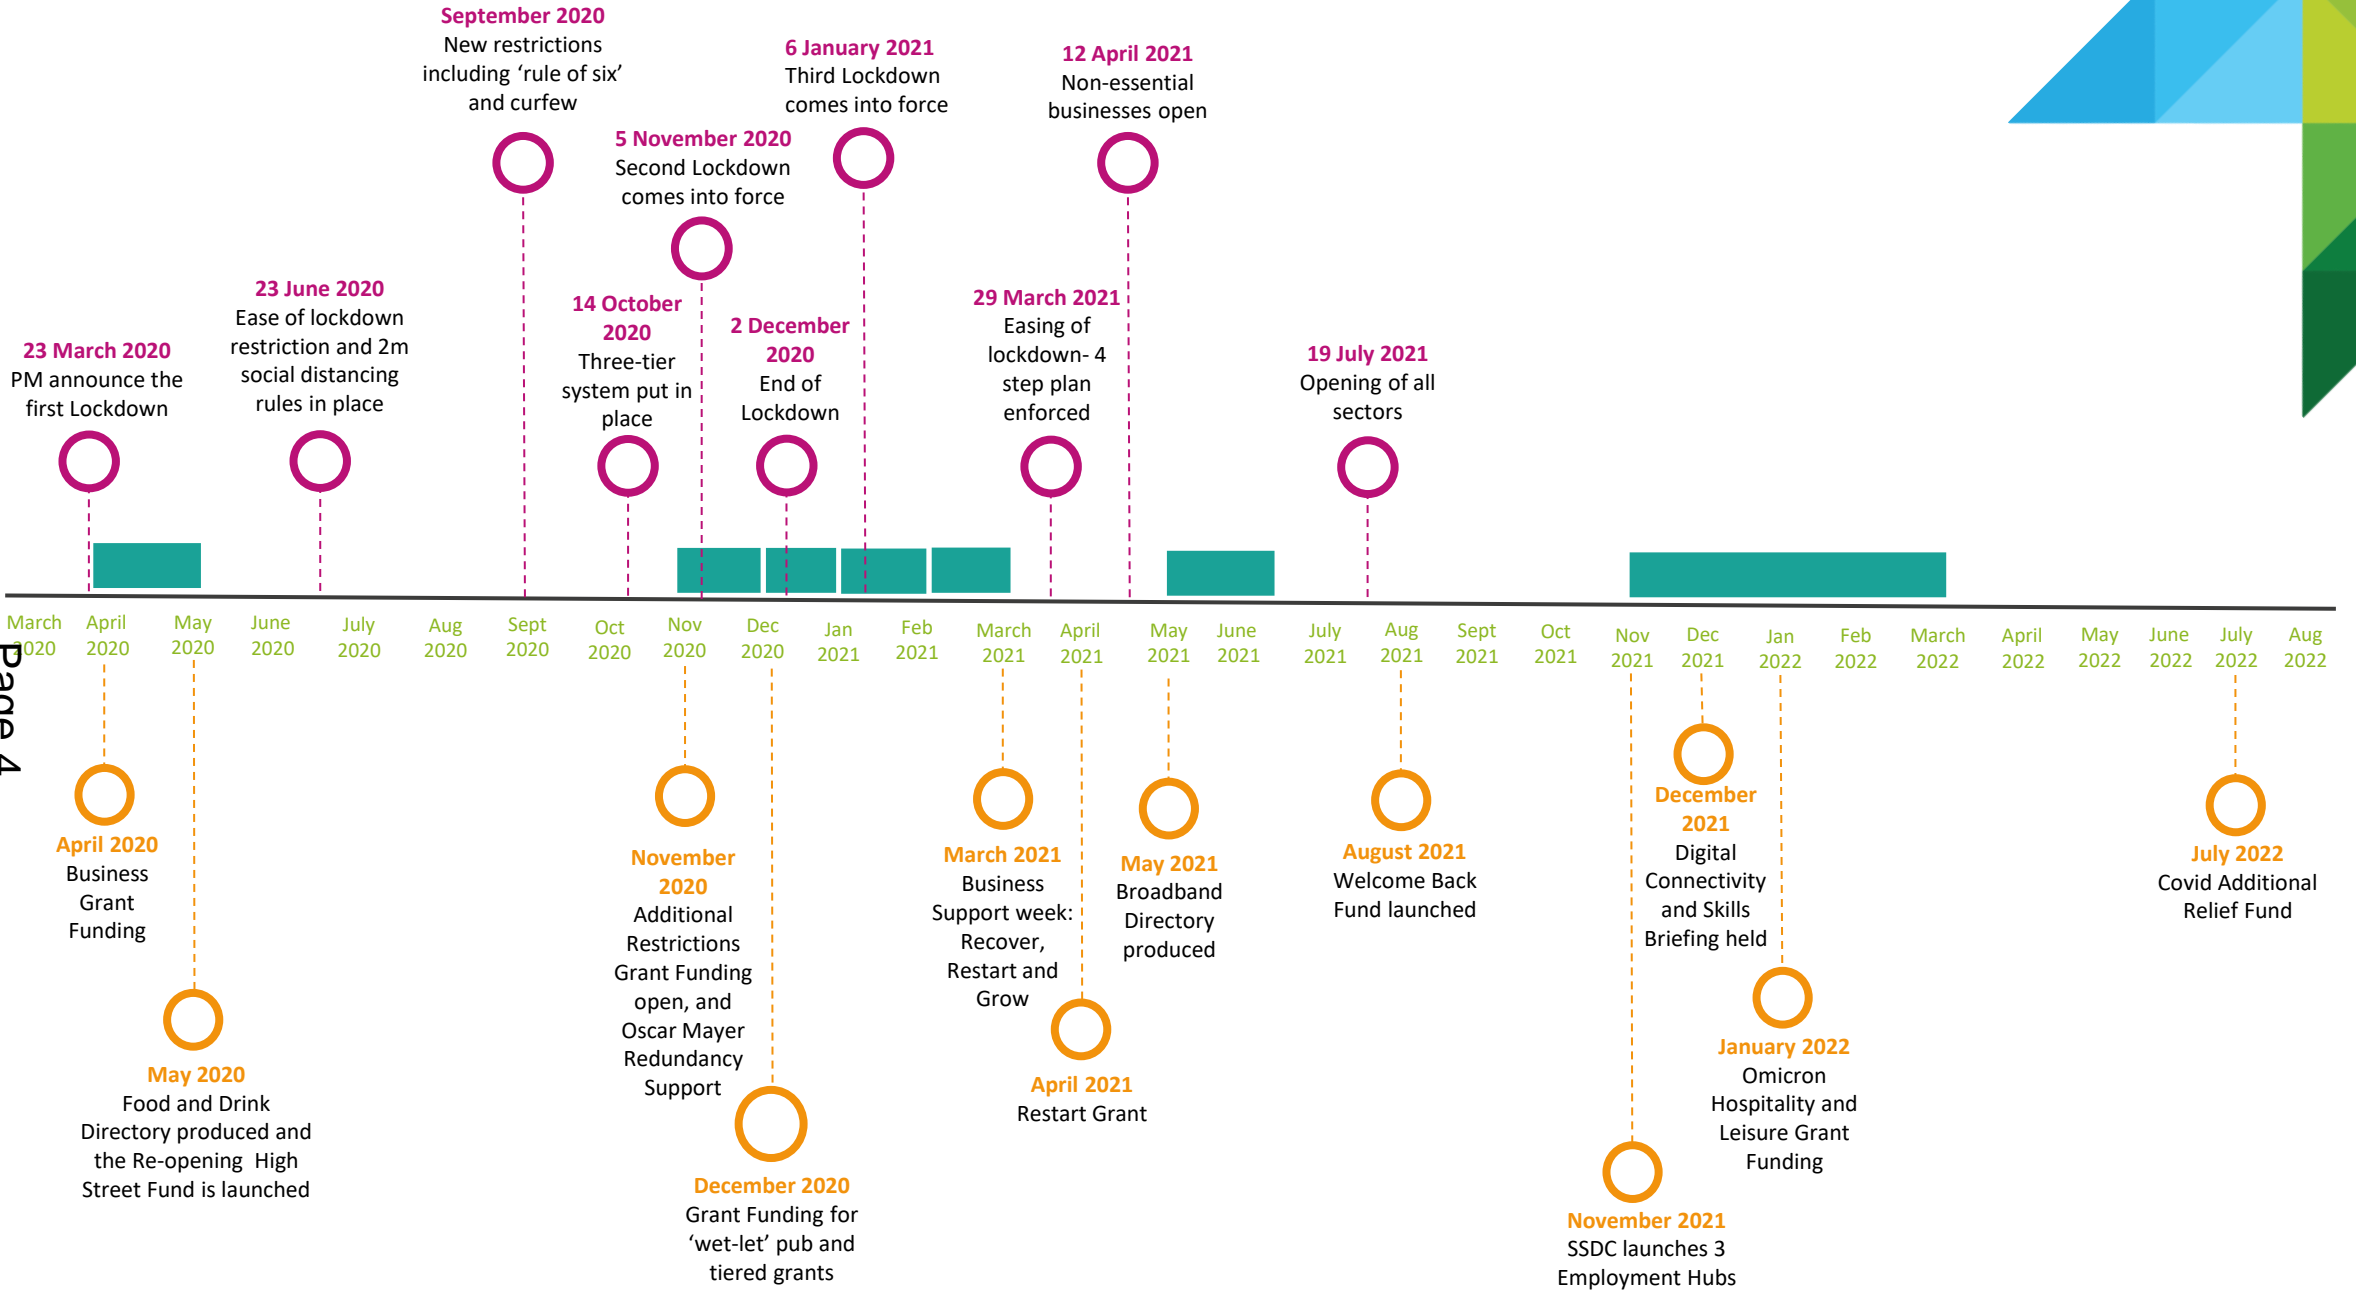 September 2020
New restrictions
including ‘rule of six’
and curfew
6 January 2021
Third Lockdown
comes into force
12 April 2021
Non-essential
businesses open
5 November 2020
Second Lockdown
comes into force
23 June 2020
Ease of lockdown
restriction and 2m
social distancing
rules in place
14 October
2020
Three-tier
system put in
place
2 December
2020
End of
Lockdown
29 March 2021
Easing of
lockdown- 4
step plan
enforced
23 March 2020
PM announce the
first Lockdown
19 July 2021
Opening of all
sectors
March
2020
April
2020
May
2020
June
2020
July
2020
Aug
2020
Sept
2020
Oct
2020
Nov
2020
Dec
2020
Jan
2021
Feb
2021
March
2021
April
2021
May
2021
June
2021
July
2021
Aug
2021
Sept
2021
Oct
2021
Nov
2021
Dec
2021
Jan
2022
Feb
2022
March
2022
April
2022
May
2022
June
2022
July
2022
Aug
2022
Page 4
April 2020
Business
Grant
Funding
May 2020
Food and Drink
Directory produced and
the Re-opening  High
Street Fund is launched
November
2020
Additional
Restrictions
Grant Funding
open, and
Oscar Mayer
Redundancy
Support
December 2020
Grant Funding for
‘wet-let’ pub and
tiered grants
March 2021
Business
Support week:
Recover,
Restart and
Grow
April 2021
Restart Grant
May 2021
Broadband
Directory
produced
August 2021
Welcome Back
Fund launched
November 2021
SSDC launches 3
Employment Hubs
December
2021
Digital
Connectivity
and Skills
Briefing held
January 2022
Omicron
Hospitality and
Leisure Grant
Funding
July 2022
Covid Additional
Relief Fund